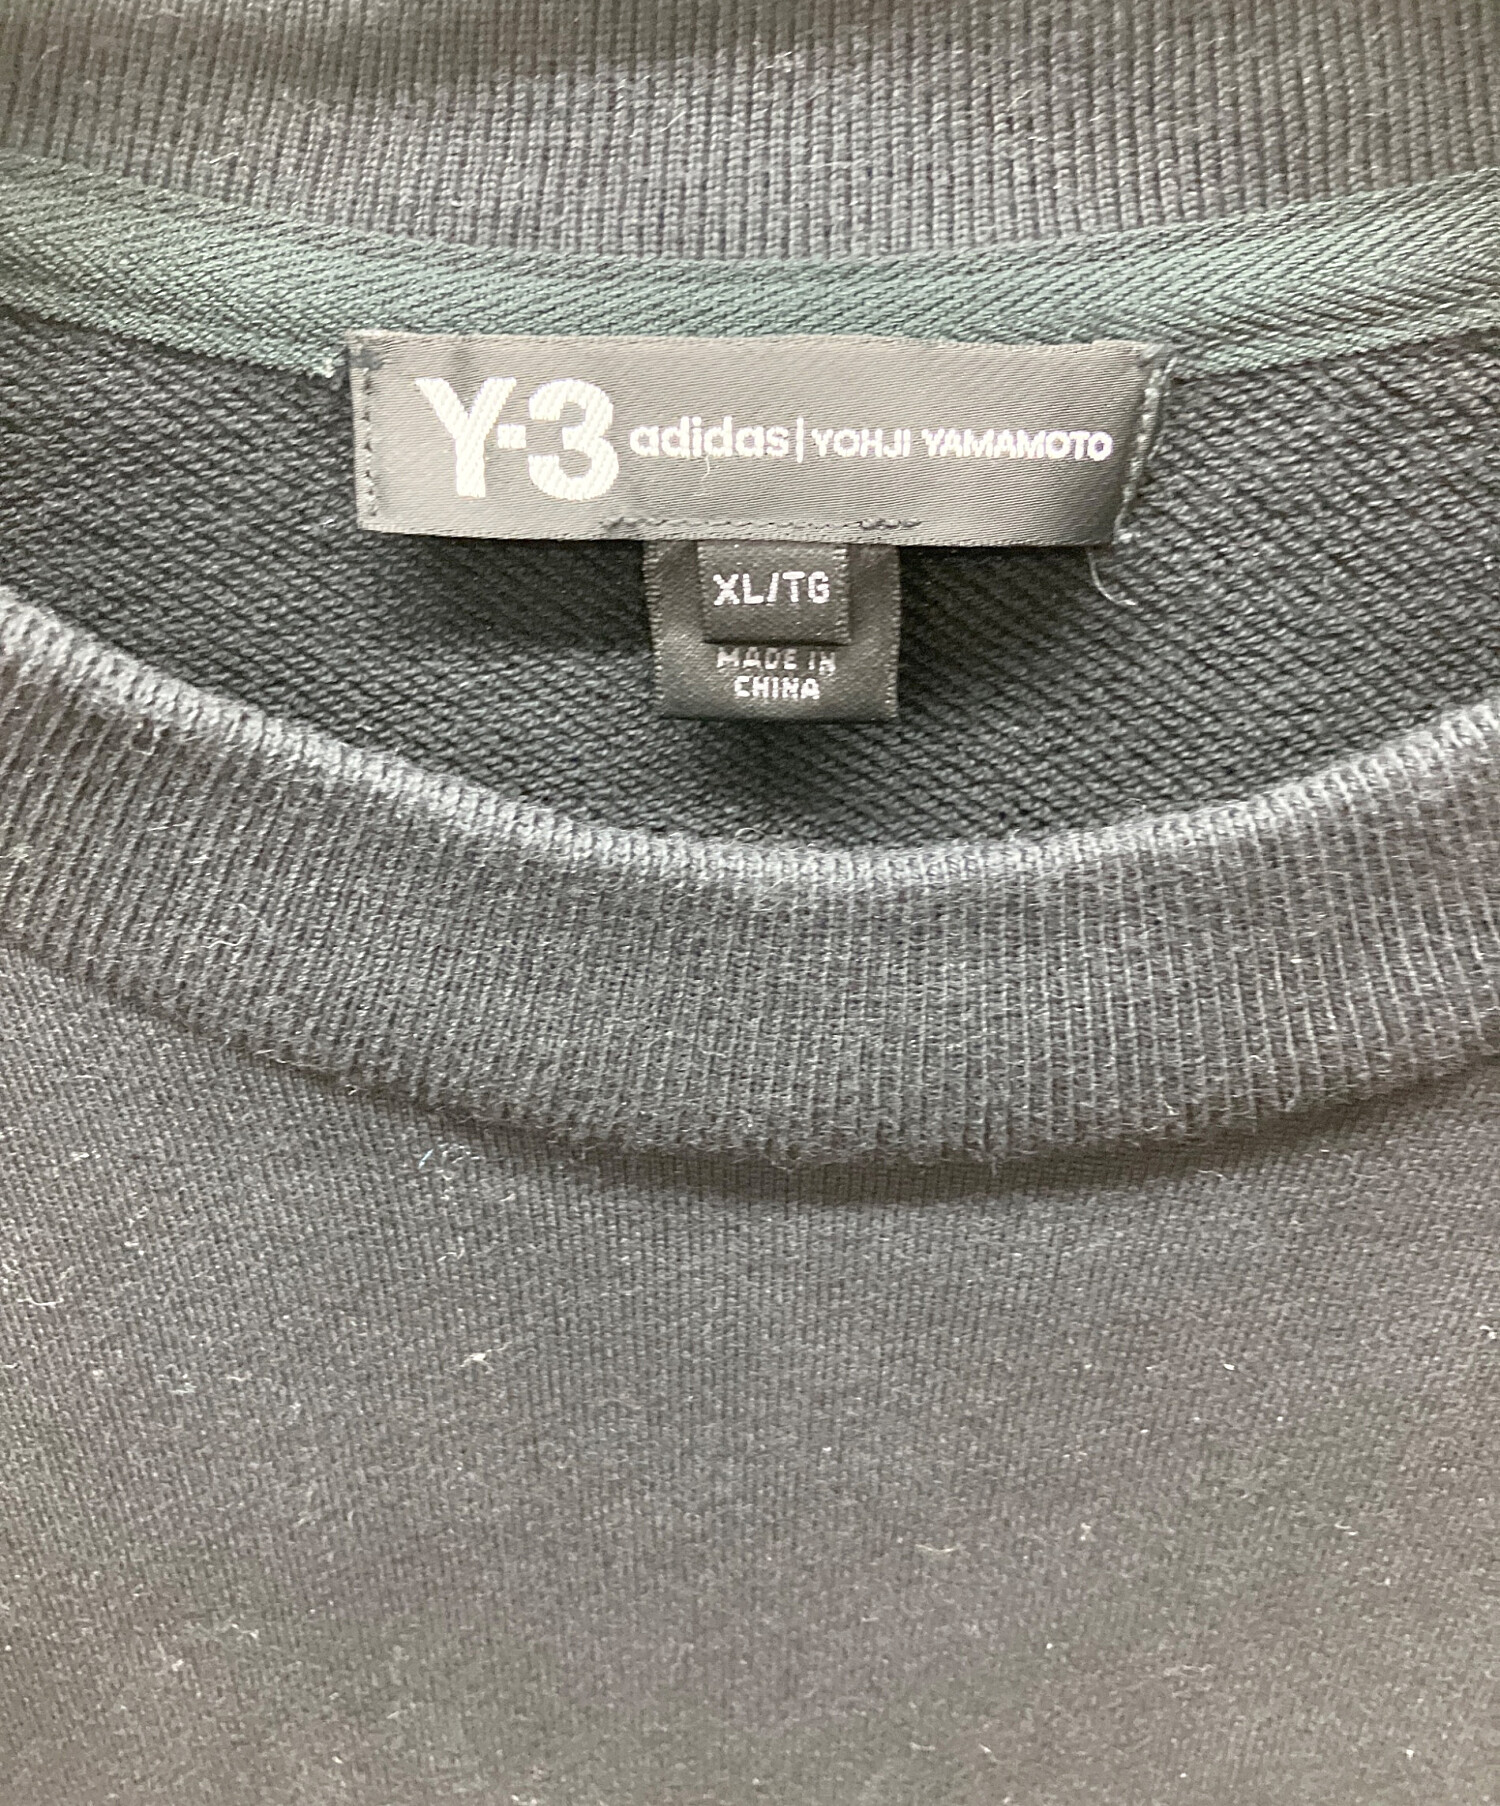 Y-3 adidas | YOHJI YAMAMOTO
XL/TG
MADE IN
CHINA